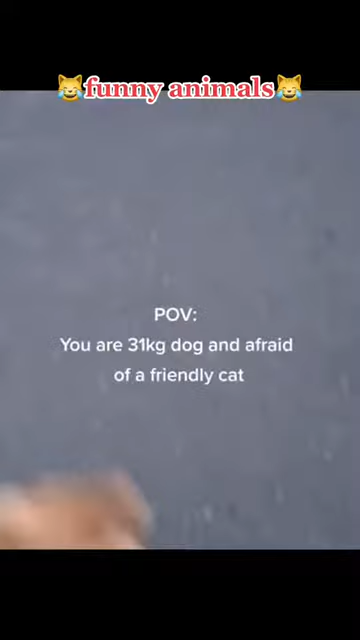 😹funny animals😹
POV:
You are 31kg dog and afraid
of a friendly cat